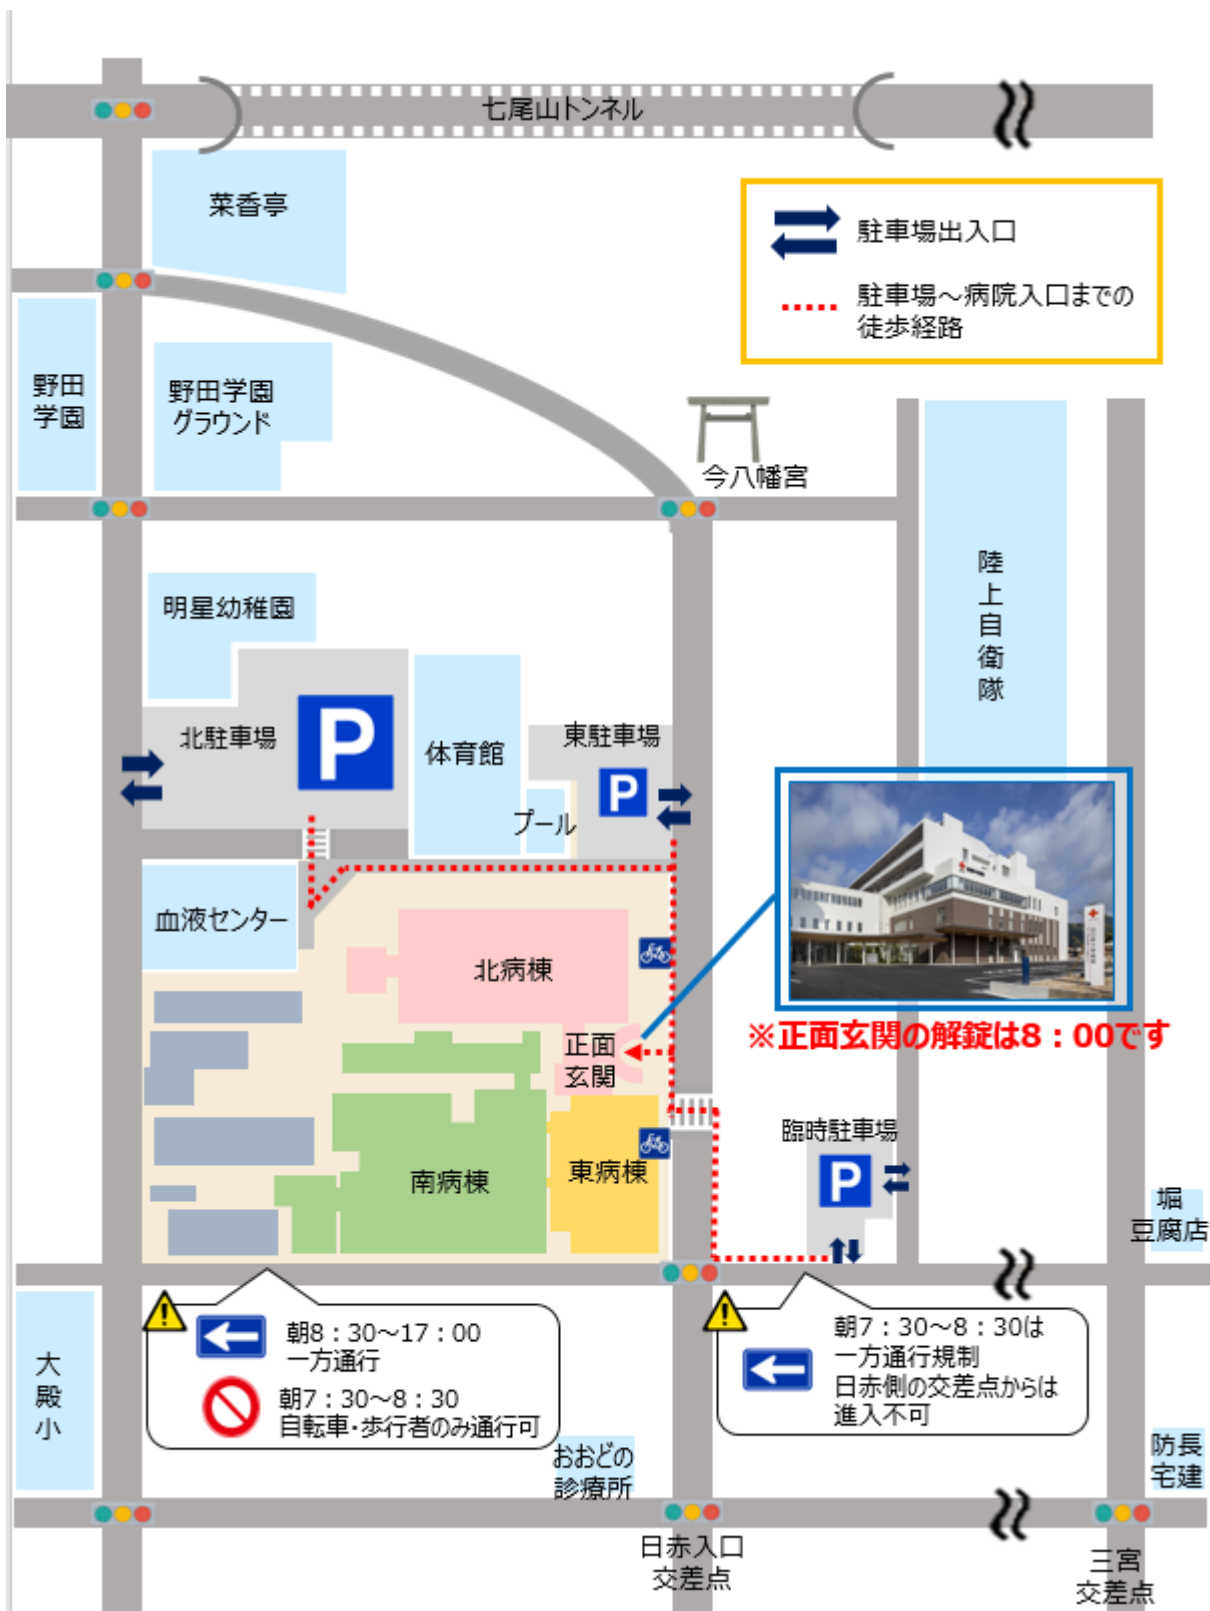 七尾山トンネル
菜香亭
駐車場出入口
駐車場～病院入口までの
徒歩経路
野田
学園
野田学園
グラウンド
今八幡宮
陸
上
自
衛
隊
明星幼稚園
北駐車場
P
体育館
東駐車場
P
プール
血液センター
北病棟
※正面玄関の解錠は8：00です
正面
玄関
臨時駐車場
P
南病棟
東病棟
堀
豆腐店
朝8：30～17：00
一方通行
朝7：30～8：30
自転車・歩行者のみ通行可
朝7：30～8：30は
一方通行規制
日赤側の交差点からは
進入不可
大
殿
小
おおどの
診療所
防長
宅建
日赤入口
交差点
三宮
交差点